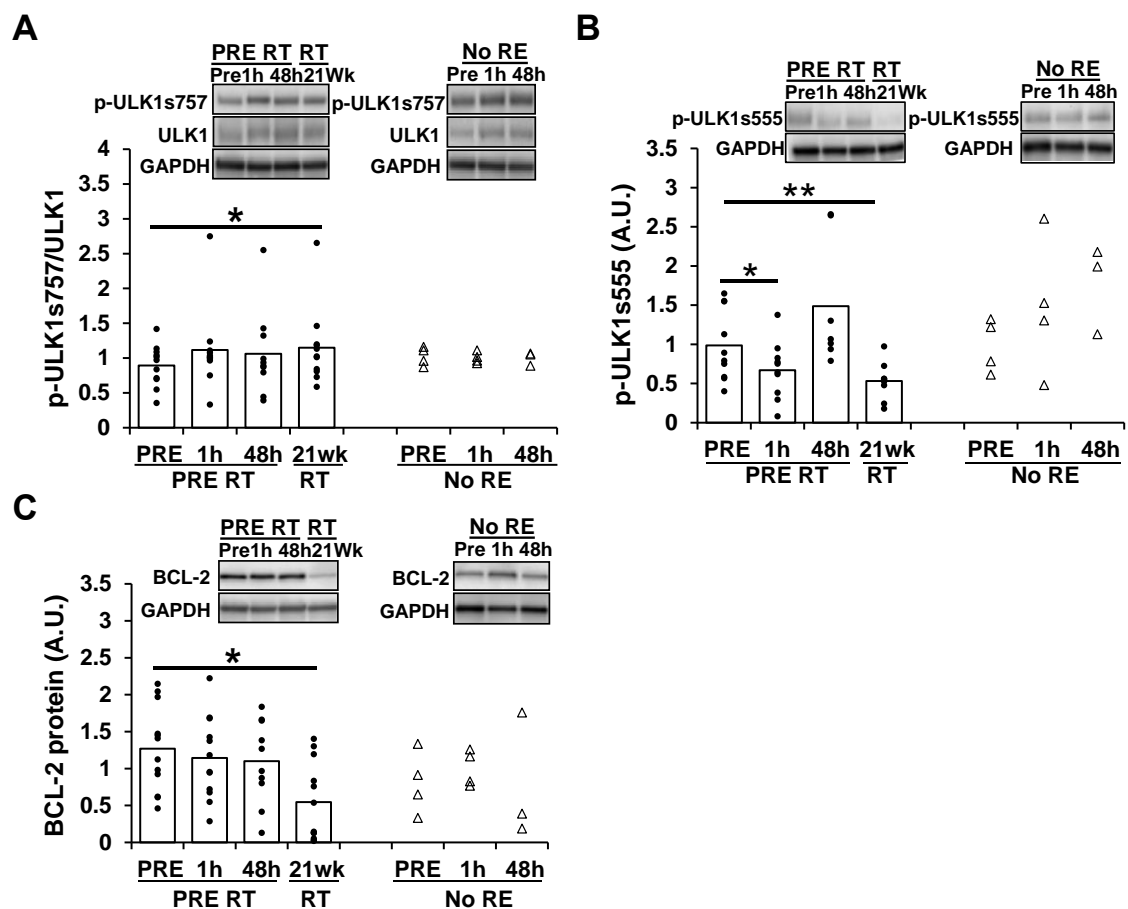 A
PRE RT RT
Pre1h 48h21Wk
No RE
Pre 1h 48h
p-ULK1s757
p-ULK1s757
ULK1
ULK1
GAPDH
GAPDH
4
3.5
3
2.5
2
1.5
1
0.5
0
p-ULK1s757/ULK1
*
PRE 1h 48h 21wk
PRE RT RT
PRE 1h 48h
No RE
B
PRE RT RT
Pre1h 48h21Wk
No RE
Pre 1h 48h
p-ULK1s555
p-ULK1s555
GAPDH
GAPDH
3.5
3
2.5
2
1.5
1
0.5
0
p-ULK1s555 (A.U.)
**
*
PRE 1h 48h 21wk
PRE RT RT
PRE 1h 48h
No RE
C
PRE RT RT
Pre1h 48h21Wk
No RE
Pre 1h 48h
BCL-2
BCL-2
GAPDH
GAPDH
3.5
3
2.5
2
1.5
1
0.5
0
BCL-2 protein (A.U.)
*
PRE 1h 48h 21wk
PRE RT RT
PRE 1h 48h
No RE